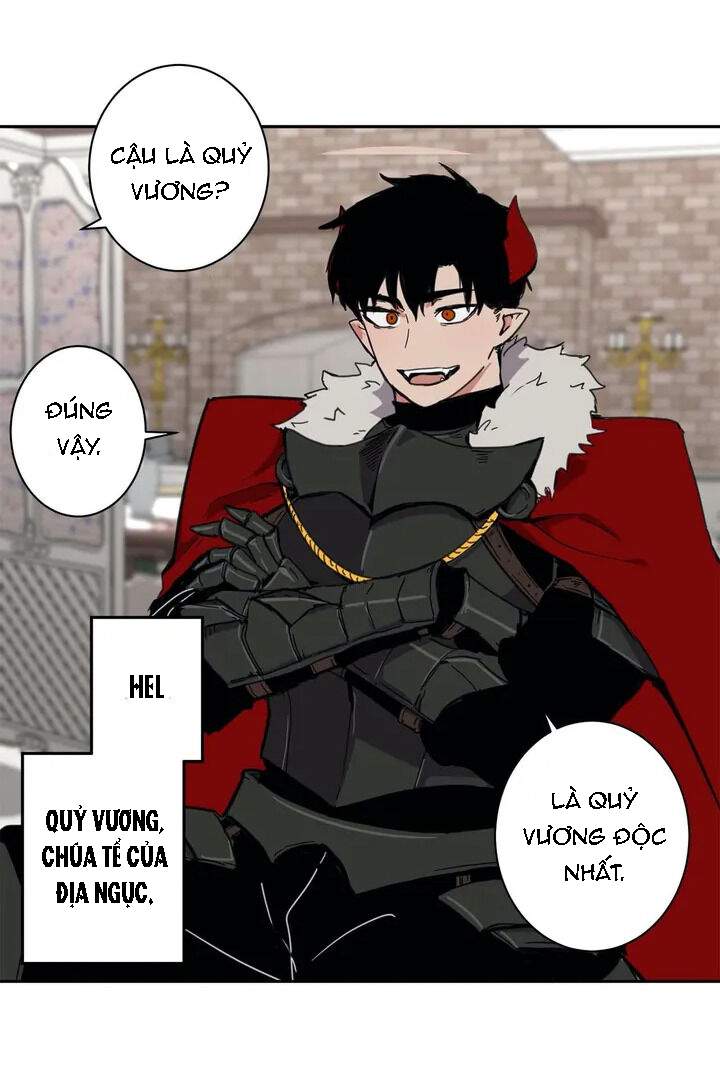 CẬU LÀ QUỶ
VƯƠNG?
ĐÚNG
VẬY.
HEL
QUỶ VƯƠNG,
CHÚA TỂ CỦA
ĐỊA NGỤC.
LÀ QUỶ
VƯƠNG ĐỘC
NHẤT.